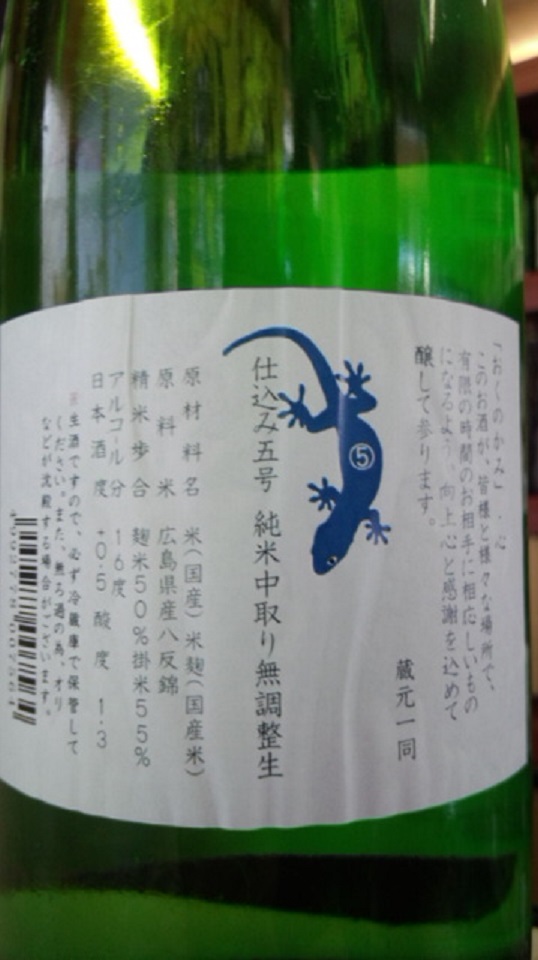 「おくのかみ」
このお酒が、皆様と様々な場所で、
有限の時間のお相手に相応しいもの
になるよう 向上心と感謝を込めて
醸して参ります。
蔵元一同
⑤
仕込み五号 純米中取り無調整生
原材料名 米(国産)米麹(国産米)
原料米 広島県産八反錦
精米歩合 麹米50%掛米55%
アルコール分 16度
日本酒度 +0.5 酸度 1.3
※生酒ですので、必ず冷蔵庫で保管して
ください。また、無ろ過の為、オリ
などが沈殿する場合がございます。